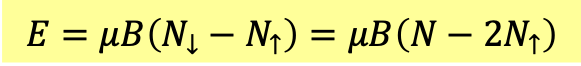 E = μB(N↓ − N↑) = μB(N − 2N↑)